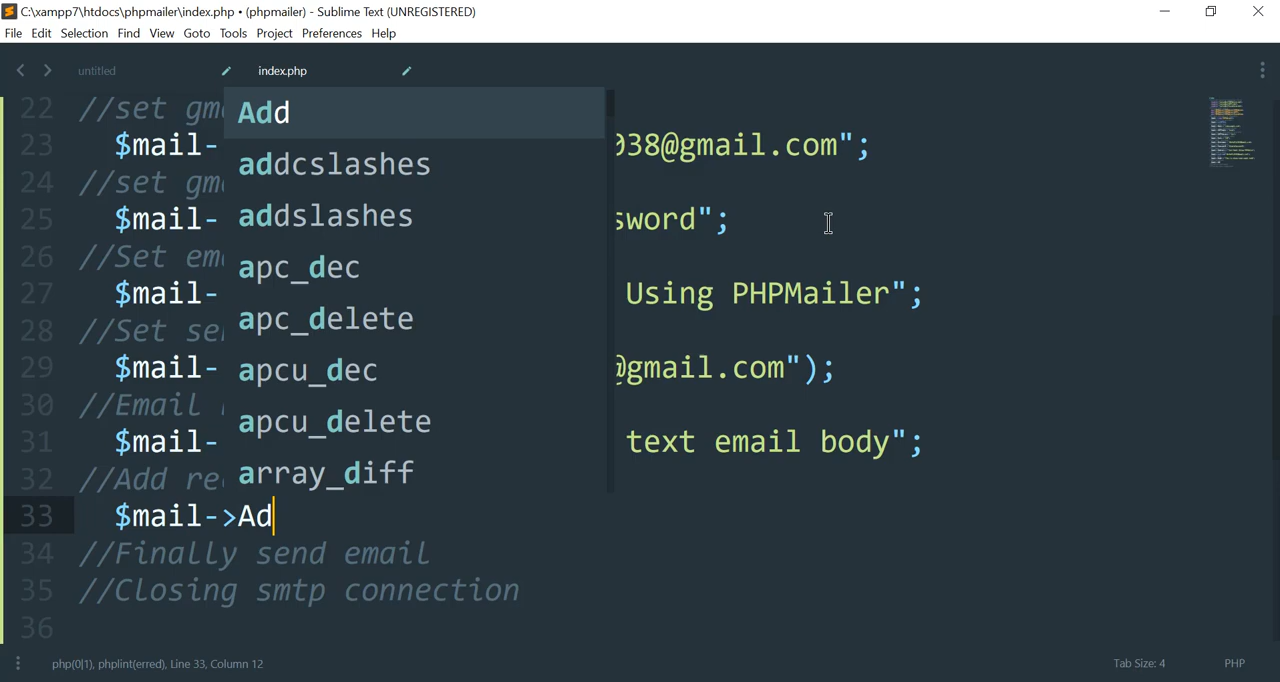 C:\xampp7\htdocs\phpmailer\index.php • (phpmailer) - Sublime Text (UNREGISTERED)
File Edit Selection Find View Goto Tools Project Preferences Help
untitled index.php
22 //set gm
Add
23 $mail- 038@gmail.com";
addcslashes
24 //set gm
25 $mail- addslashes sword";
26 //Set em
apc_dec
27 $mail- Using PHPMailer";
28 //Set se
apc_delete
29 $mail- @gmail.com");
apcu_dec
30 //Email
apcu_delete
31 $mail- text email body";
32 //Add re
array_diff
33 $mail->Ad
34 //Finally send email
35 //Closing smtp connection
36
php(0|1), phplint(erred), Line 33, Column 12 Tab Size: 4 PHP